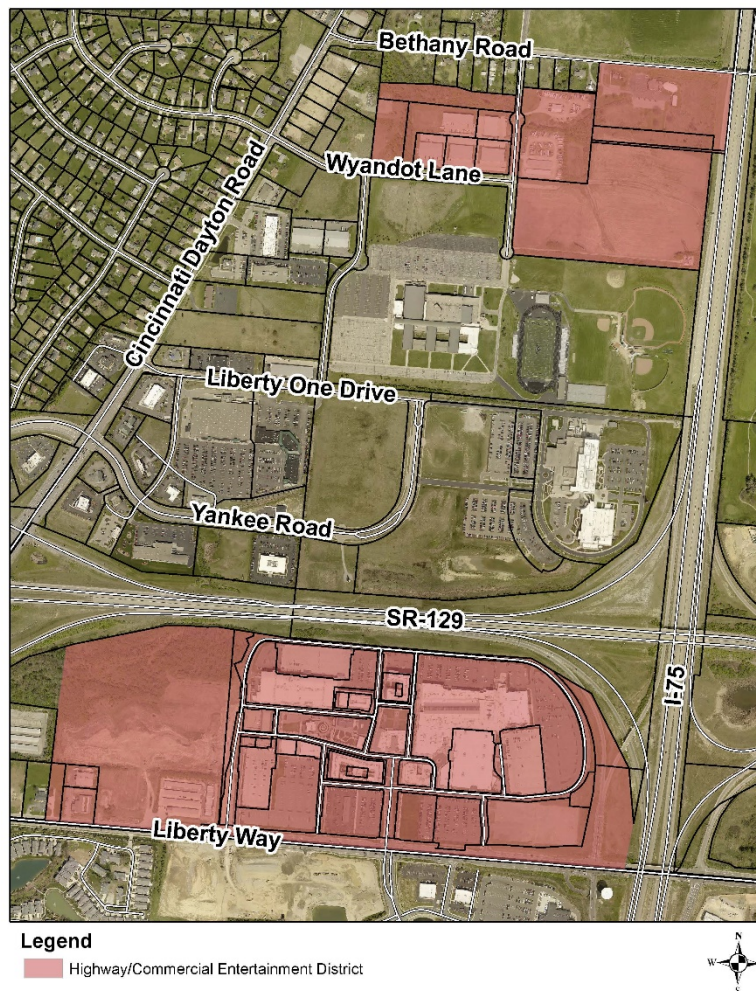 Bethany Road
Wyandot Lane
Cincinnati Dayton Road
Liberty One Drive
Yankee Road
SR-129
I-75
Liberty Way
Legend
Highway/Commercial Entertainment District
N
W
E
S